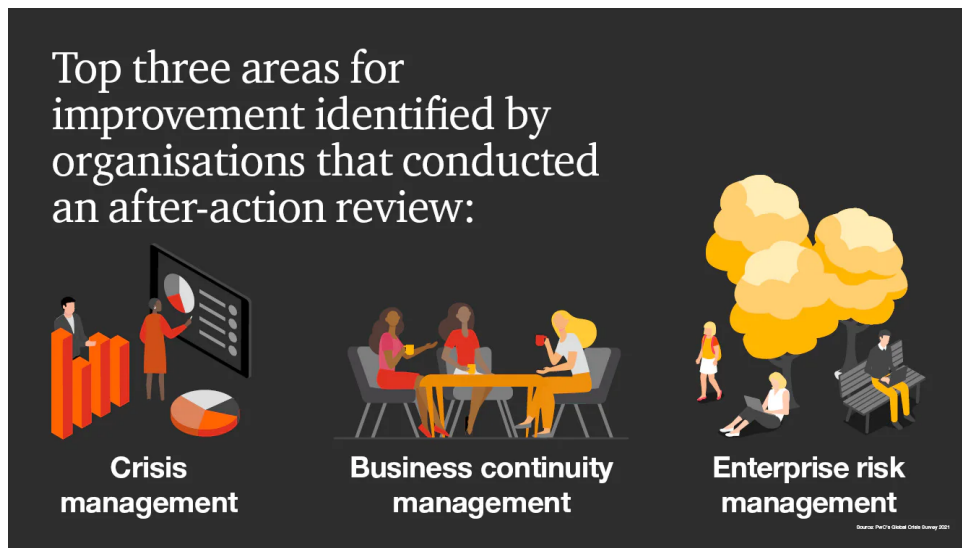 Top three areas for
improvement identified by
organisations that conducted
an after-action review:
Crisis
management
Business continuity
management
Enterprise risk
management
Source: PwC's Global Crisis Survey 2021